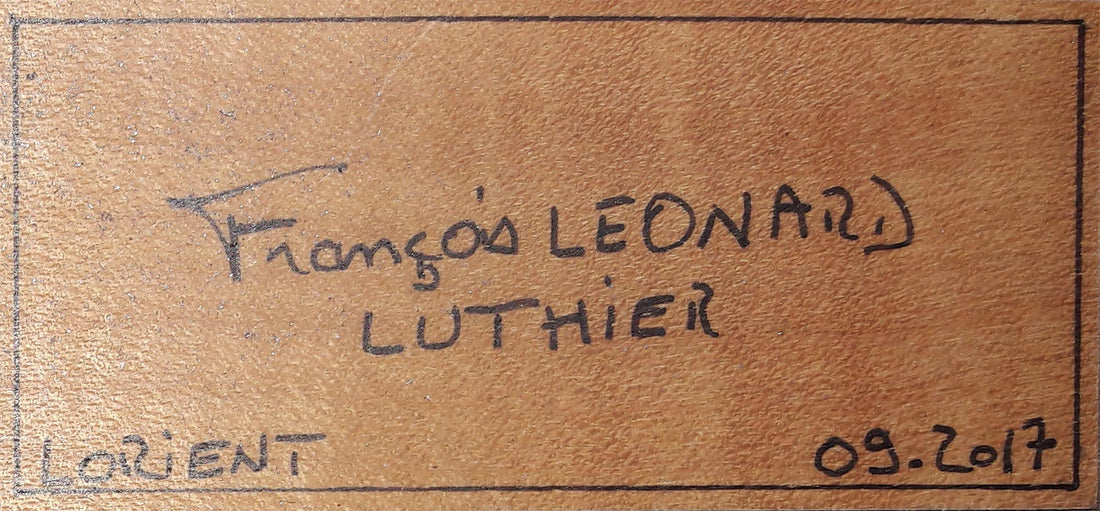 François LEONARD
LUTHiER
LORiENT
09.2017